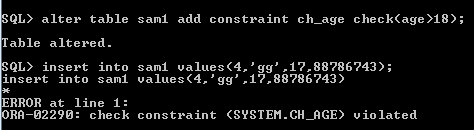 SQL> alter table sam1 add constraint ch_age check(age>18);
Table altered.
SQL> insert into sam1 values(4,'gg',17,88786743);
insert into sam1 values(4,'gg',17,88786743)
*
ERROR at line 1:
ORA-02290: check constraint (SYSTEM.CH_AGE) violated